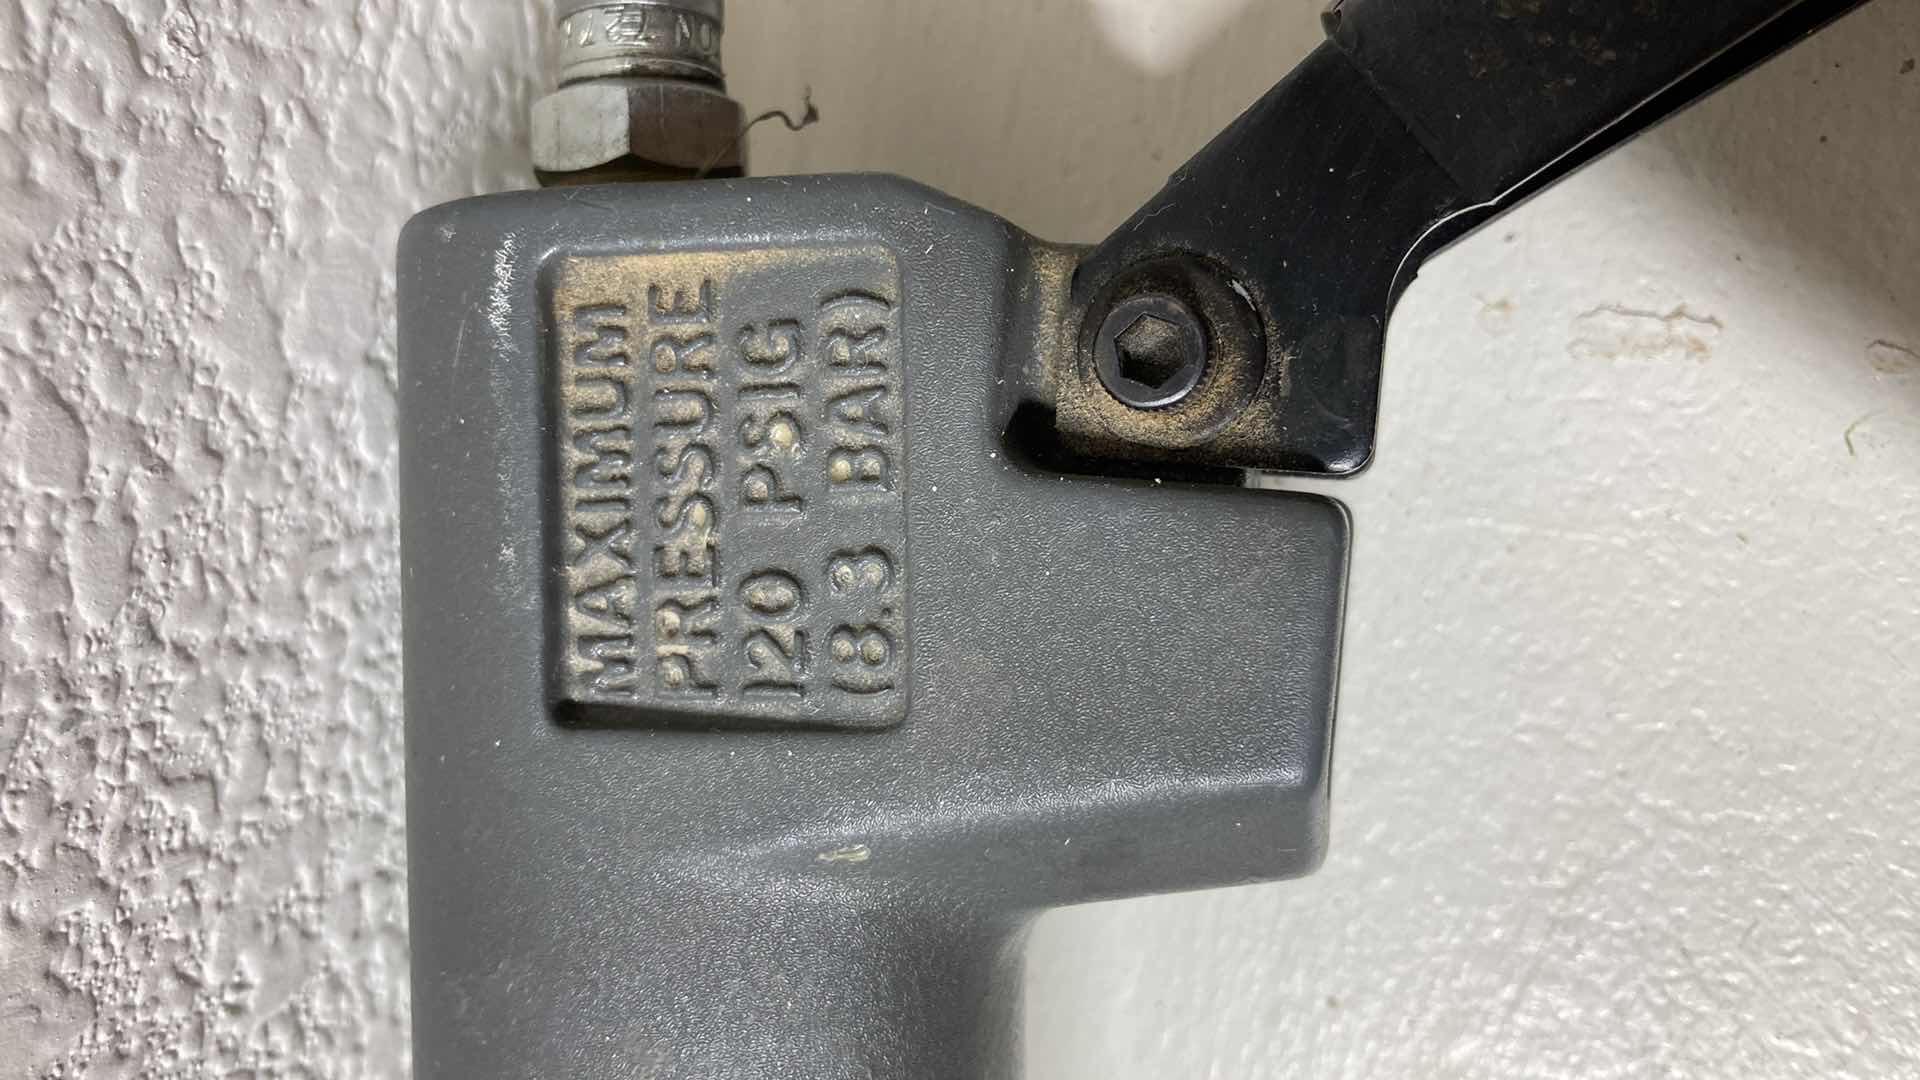 MAXIMUM
PRESSURE
120 PSIG
(8.3 BAR)